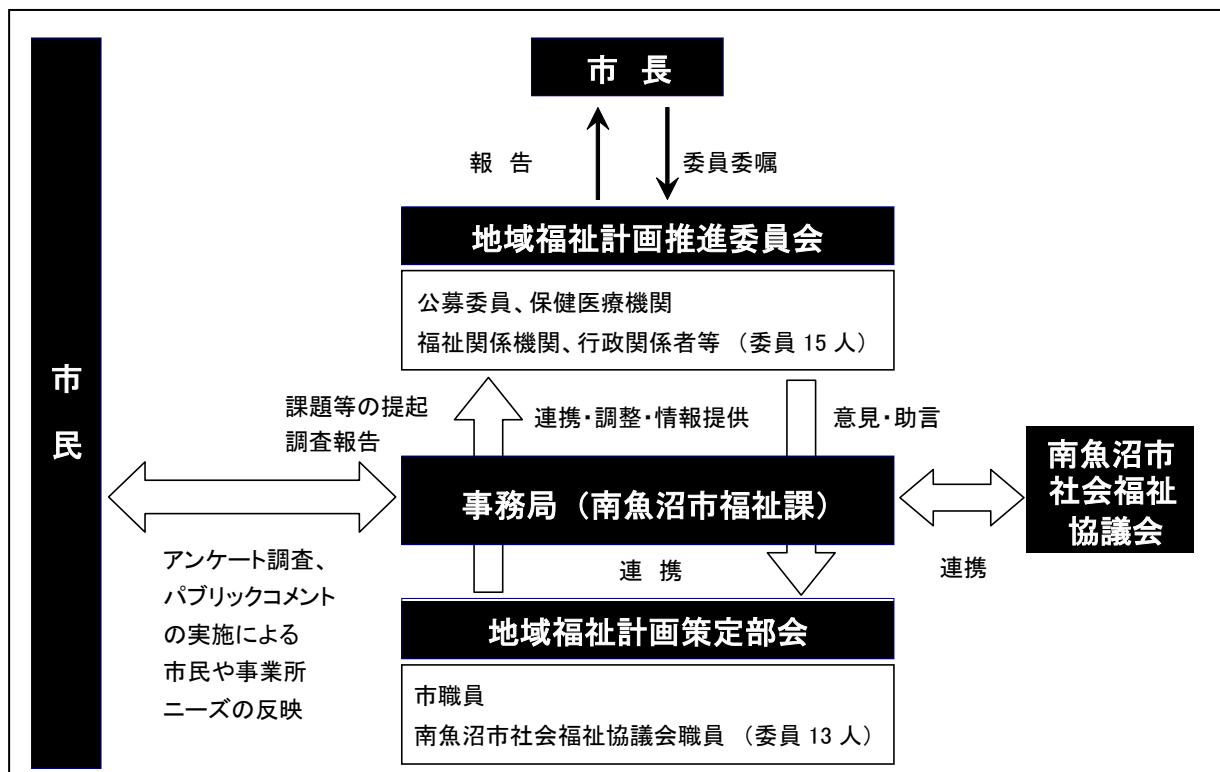 市 長
報 告
委員委嘱
地域福祉計画推進委員会
公募委員、保健医療機関
福祉関係機関、行政関係者等 （委員 15 人）
市
民
課題等の提起
調査報告
連携・調整・情報提供
意見・助言
事務局（南魚沼市福祉課）
南魚沼市
社会福祉
協議会
アンケート調査、
パブリックコメント
の実施による
市民や事業所
ニーズの反映
連 携
連携
地域福祉計画策定部会
市職員
南魚沼市社会福祉協議会職員 （委員 13 人）